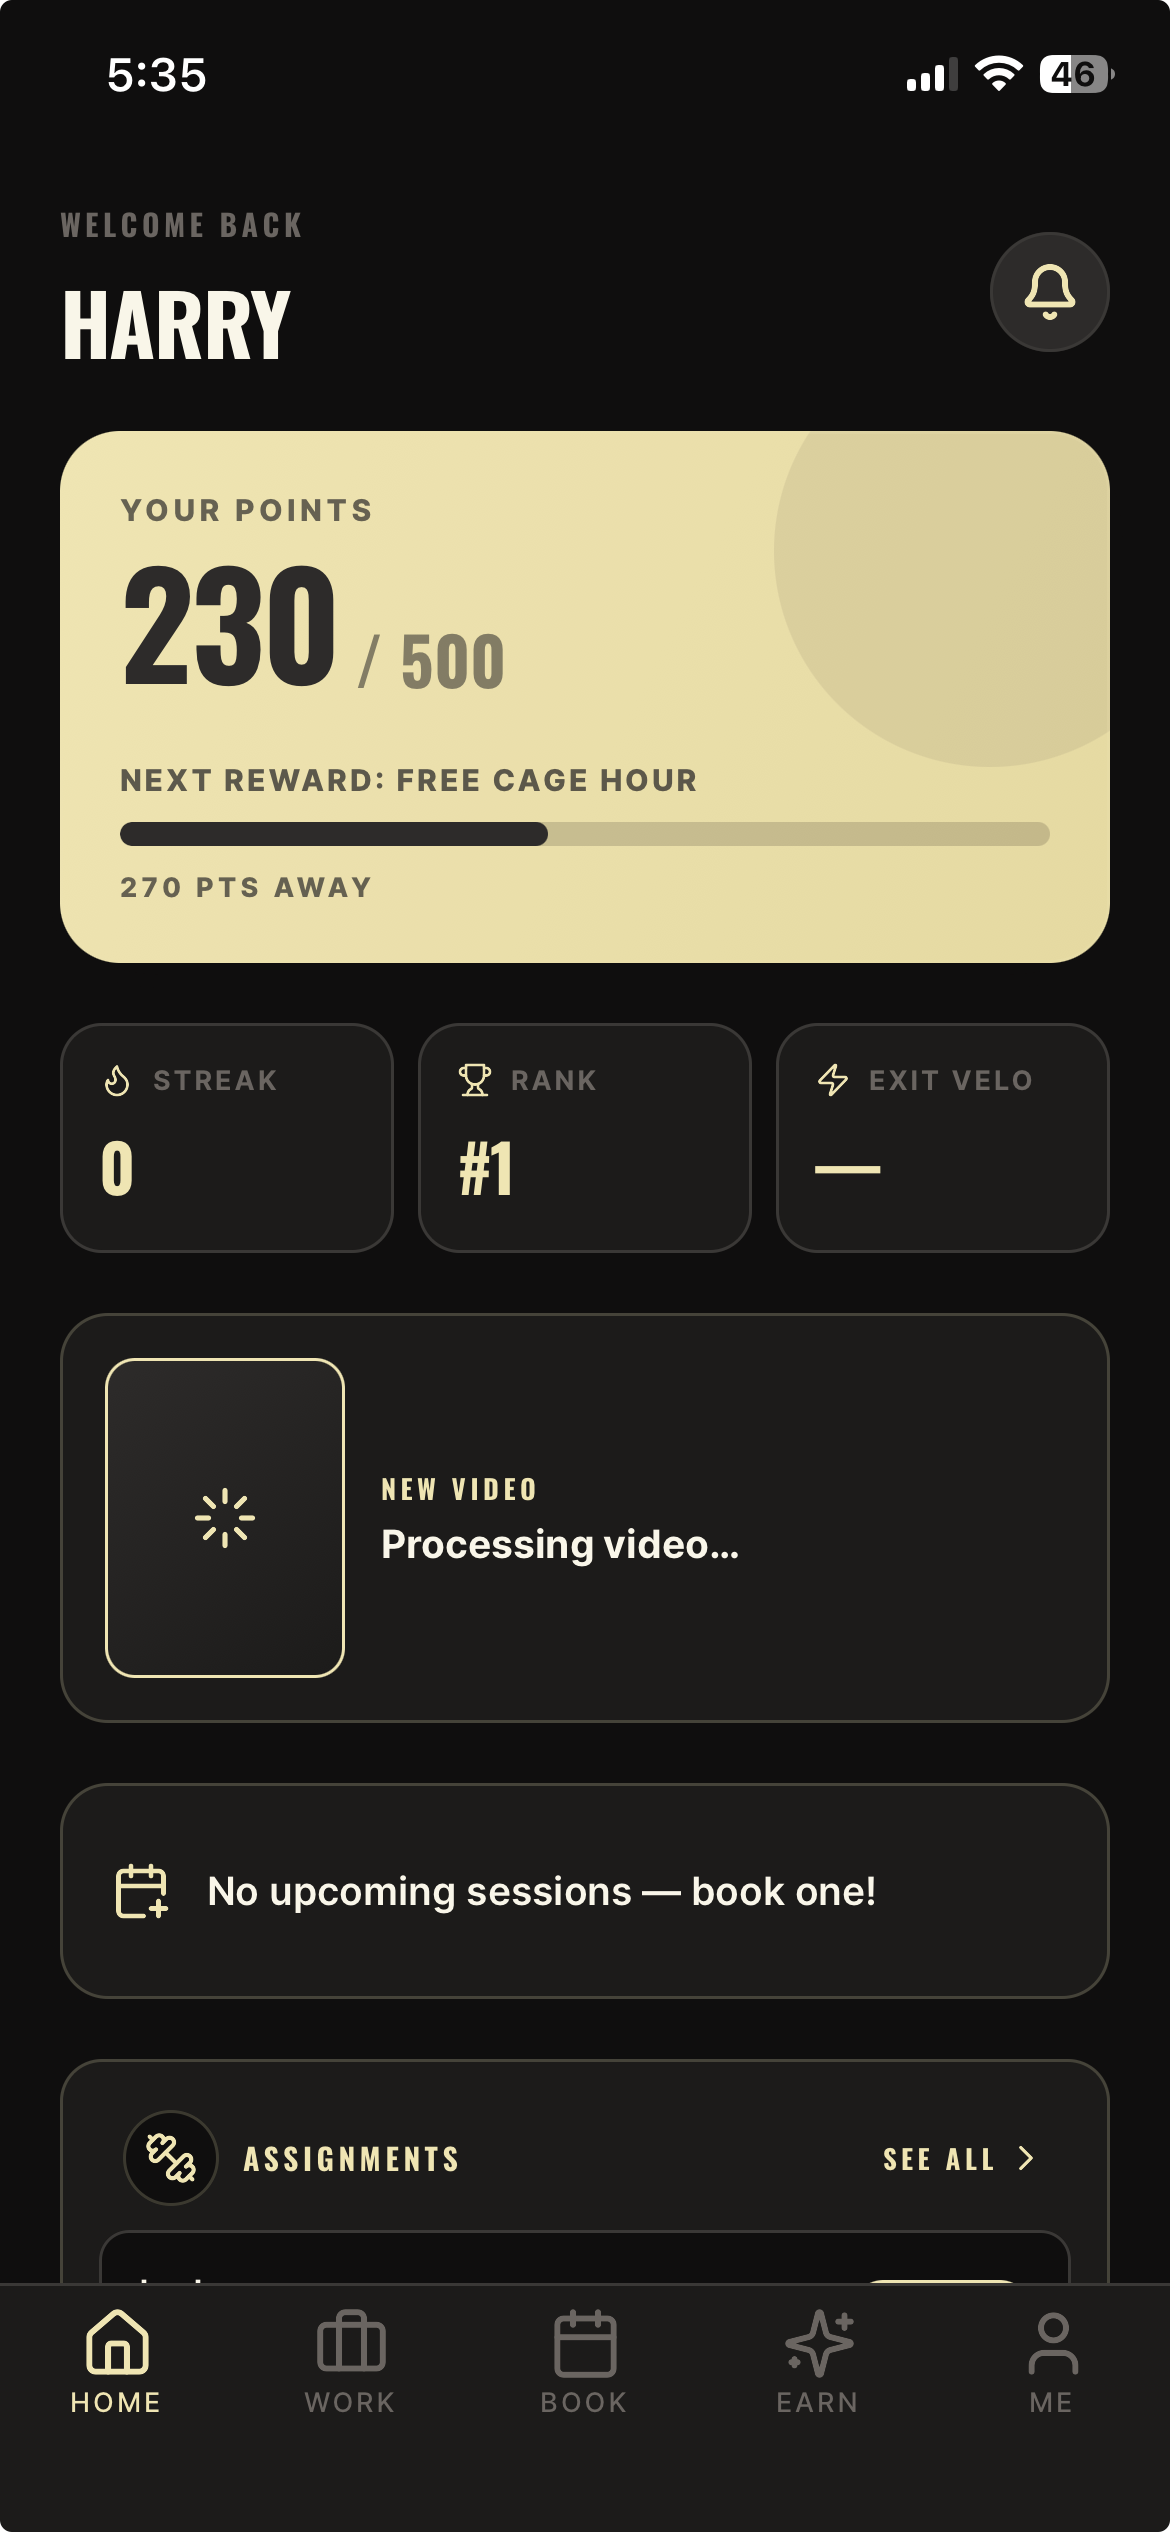 5:35
46
WELCOME BACK
HARRY
YOUR POINTS
230 / 500
NEXT REWARD: FREE CAGE HOUR
270 PTS AWAY
STREAK
0
RANK
#1
EXIT VELO
—
NEW VIDEO
Processing video...
No upcoming sessions — book one!
ASSIGNMENTS
SEE ALL
HOME
WORK
BOOK
EARN
ME